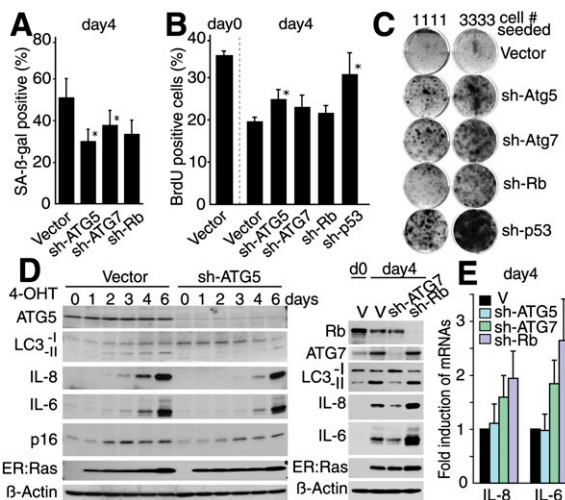 A
day4
SA-ß-gal positive (%)
80
60
40
20
0
*
*
Vector
sh-ATG5
sh-ATG7
sh-Rb
B
day0
day4
BrdU positive cells (%)
40
30
20
10
0
*
*
Vector
Vector
sh-ATG5
sh-ATG7
sh-Rb
sh-p53
C
1111 3333 cell #
seeded
Vector
sh-Atg5
sh-Atg7
sh-Rb
sh-p53
D
Vector
sh-ATG5
4-OHT 0 1 2 3 4 6 0 1 2 3 4 6 days
ATG5
LC3 -I
-II
IL-8
IL-6
p16
ER:Ras
ß-Actin
d0 day4
V
V
sh-ATG7
sh-Rb
Rb
ATG7
LC3 -I
-II
IL-8
IL-6
ER:Ras
ß-Actin
E
day4
Fold induction of mRNAs
3
2
1
0
V
sh-ATG5
sh-ATG7
sh-Rb
IL-8
IL-6